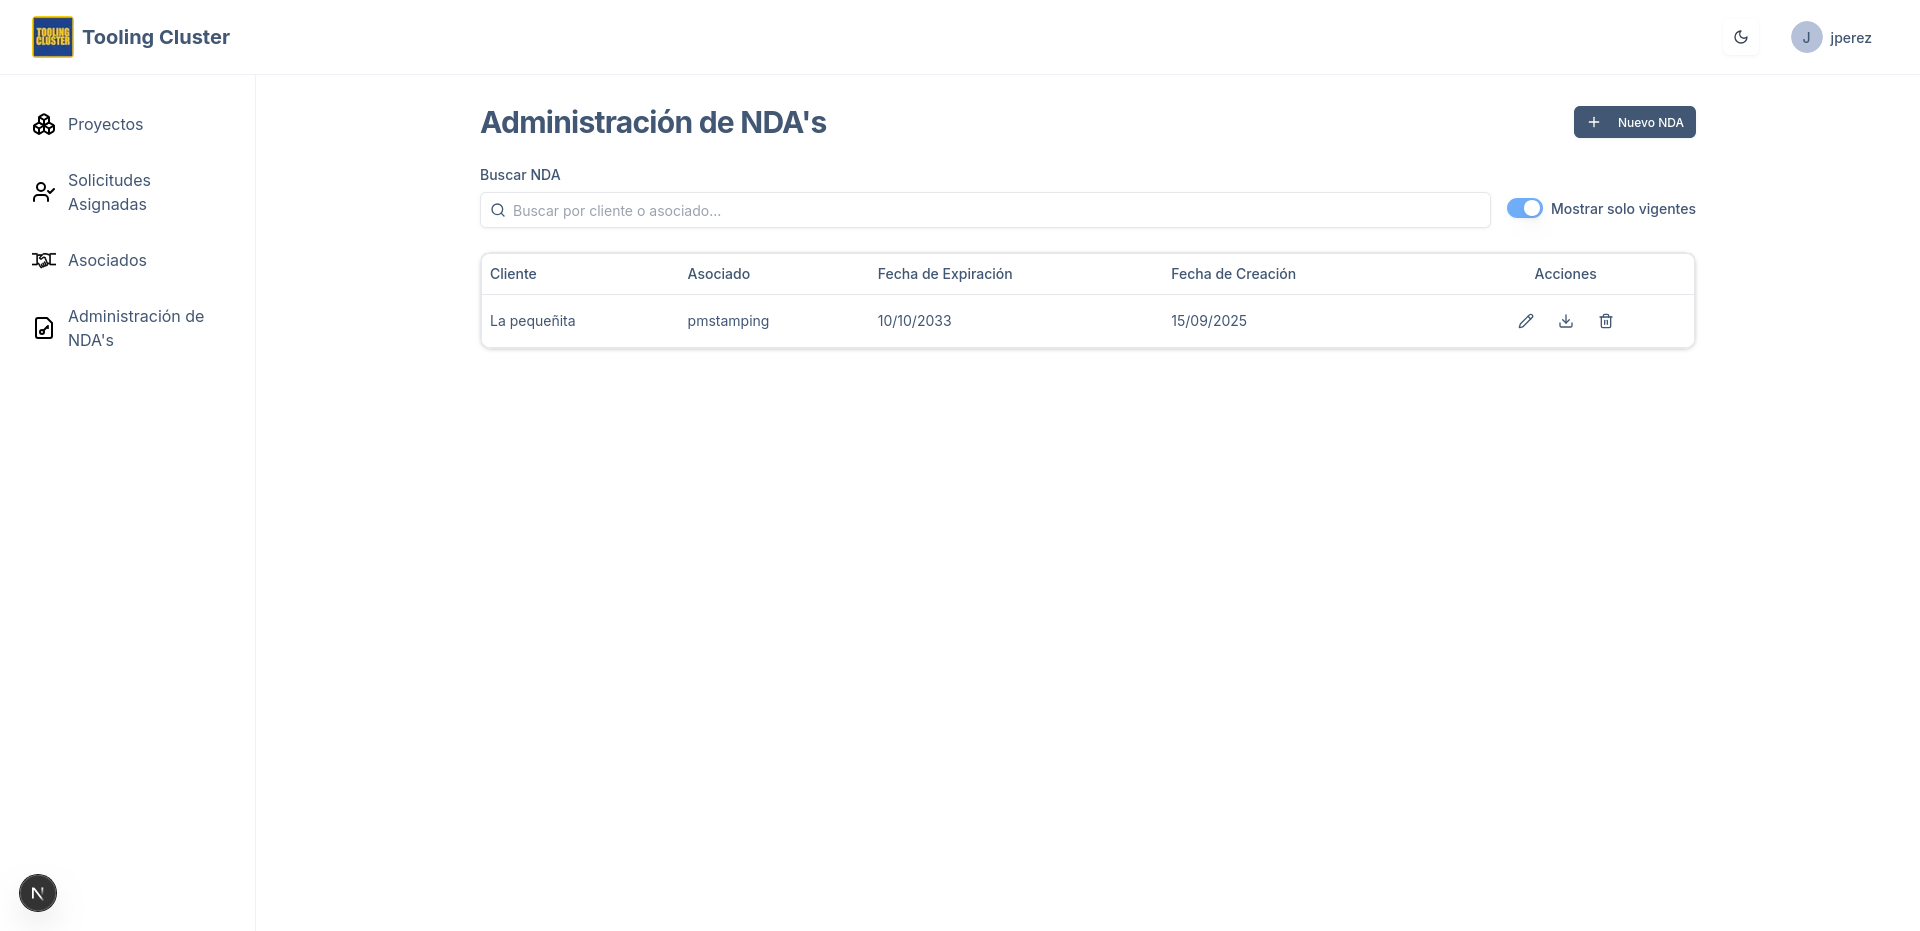 TOOLING
CLUSTER
Tooling Cluster
J
jperez
Proyectos
Solicitudes
Asignadas
Asociados
Administración de
NDA's
Administración de NDA's
Nuevo NDA
Buscar NDA
Buscar por cliente o asociado...
Mostrar solo vigentes
Cliente Asociado Fecha de Expiración Fecha de Creación Acciones
La pequeñita pmstamping 10/10/2033 15/09/2025
N